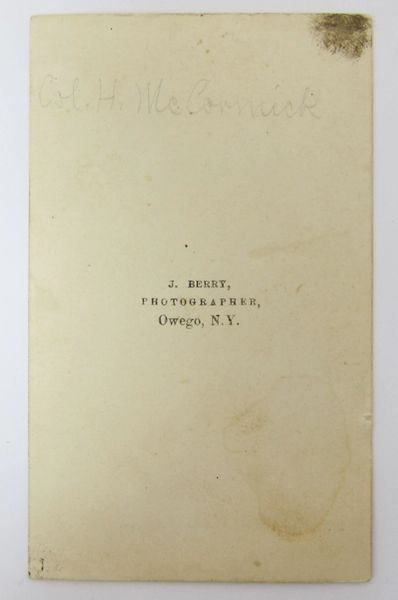 Col. H. McCormick
J. BERRY,
PHOTOGRAPHER,
Owego, N.Y.